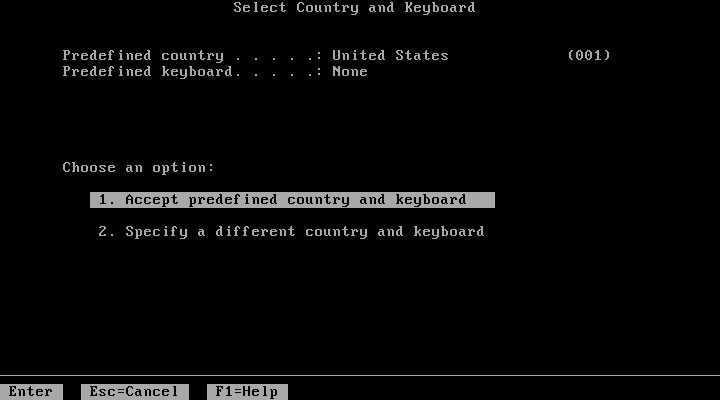 Select Country and Keyboard
Predefined country . . . . .: United States (001)
Predefined keyboard. . . . .: None
Choose an option:
1. Accept predefined country and keyboard
2. Specify a different country and keyboard
Enter Esc=Cancel F1=Help